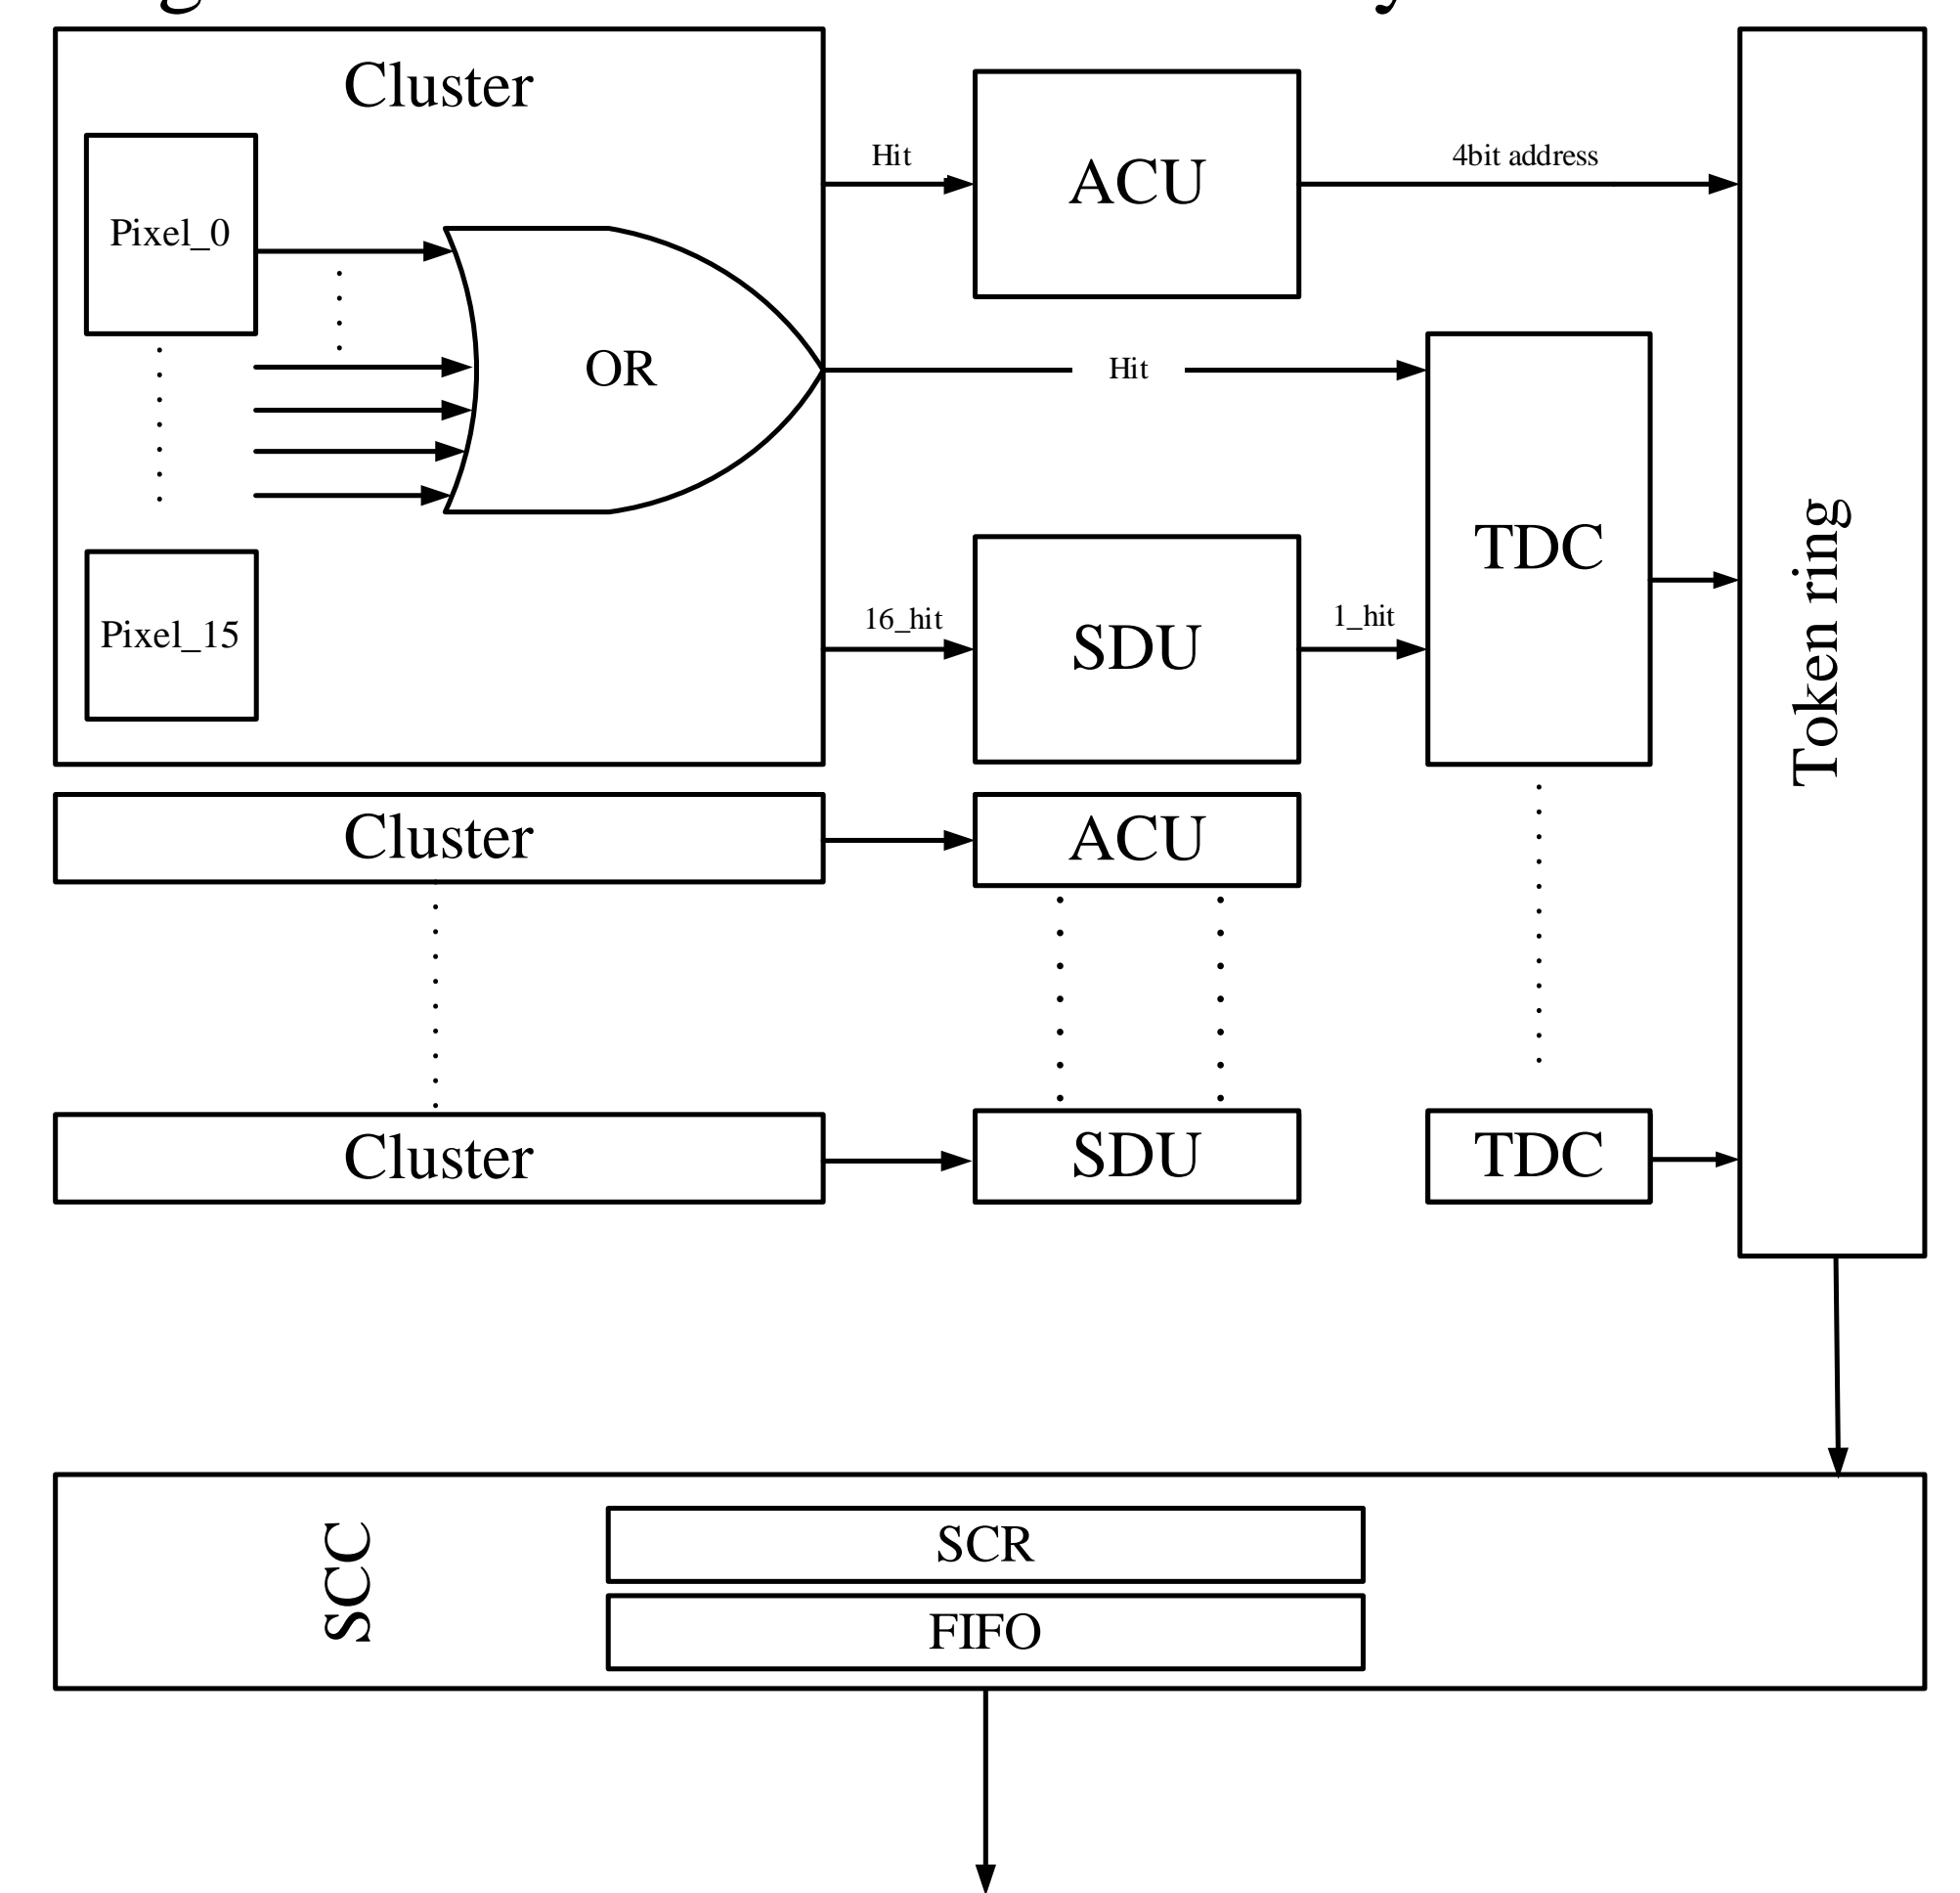 Cluster
Pixel_0
OR
Pixel_15
Hit
ACU
4bit address
Hit
TDC
16_hit
SDU
1_hit
Token ring
Cluster
ACU
Cluster
SDU
TDC
SCC
SCR
FIFO